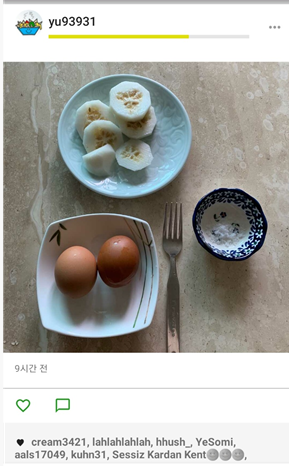 yu93931
9시간 전
cream3421, lahlahlahlah, hhush_, YeSomi,
aals17049, kuhn31, Sessiz Kardan Kent🌚🌚🌚,